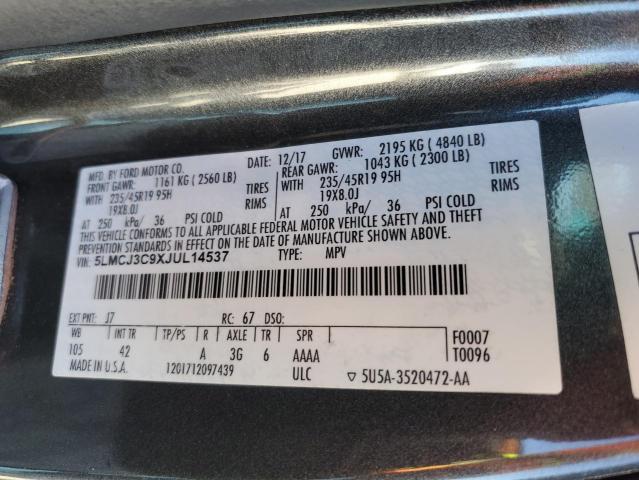 MFD. BY FORD MOTOR CO. DATE: 12/17 GVWR: 2195 KG ( 4840 LB)
FRONT GAWR: 1161 KG ( 2560 LB) REAR GAWR: 1043 KG ( 2300 LB)
WITH 235/45R19 95H TIRES WITH 235/45R19 95H TIRES
19X8.0J RIMS 19X8.0J RIMS
AT 250 kPa/ 36 PSI COLD AT 250 kPa/ 36 PSI COLD
THIS VEHICLE CONFORMS TO ALL APPLICABLE FEDERAL MOTOR VEHICLE SAFETY AND THEFT
PREVENTION STANDARDS IN EFFECT ON THE DATE OF MANUFACTURE SHOWN ABOVE.
VIN: 5LMCJ3C9XJUL14537 TYPE: MPV
EXT PNT: J7 RC: 67 DSO:
WB INT TR TP/PS R AXLE TR SPR F0007
105 42 A 3G 6 AAAA T0096
MADE IN U.S.A. 1201712097439 ULC ▽ 5U5A-3520472-AA